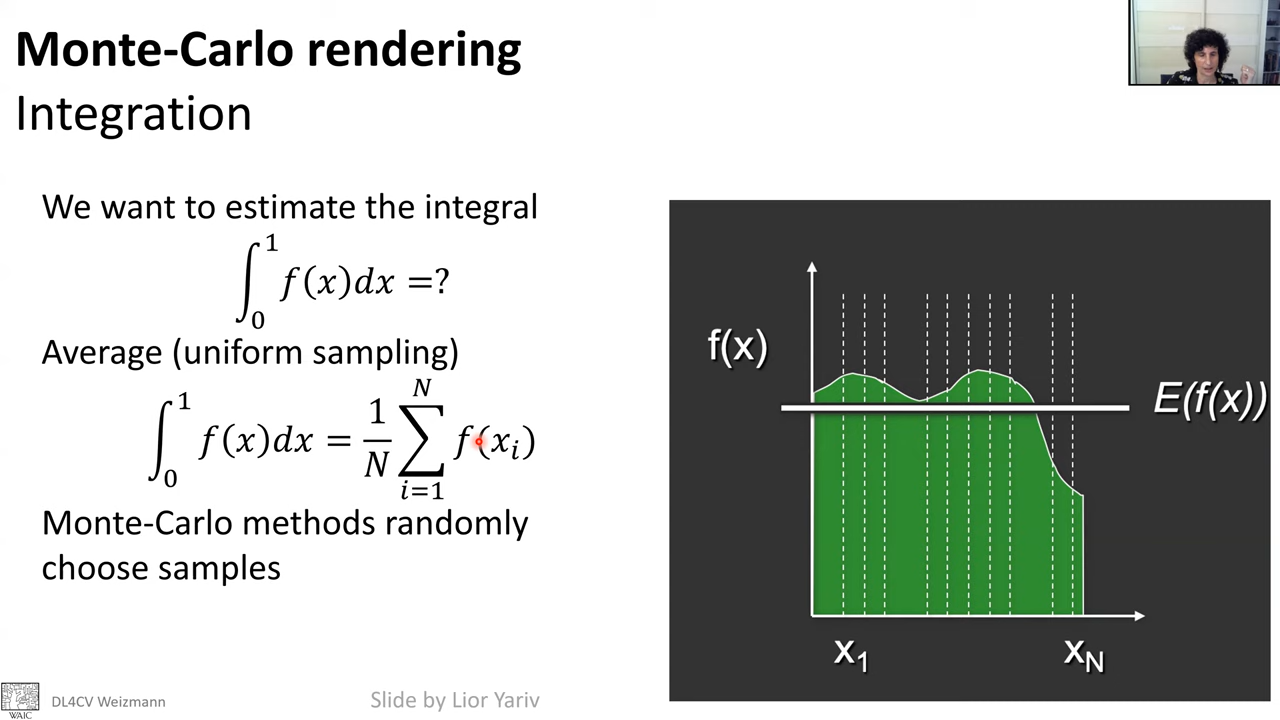 Monte-Carlo rendering
Integration
We want to estimate the integral
∫₀¹ f(x)dx =?
Average (uniform sampling)
∫₀¹ f(x)dx = 1/N ∑ᵢ₌₁ᴺ f(xᵢ)
Monte-Carlo methods randomly
choose samples
f(x)
E(f(x))
x₁
x_N
WAIC
DL4CV Weizmann
Slide by Lior Yariv